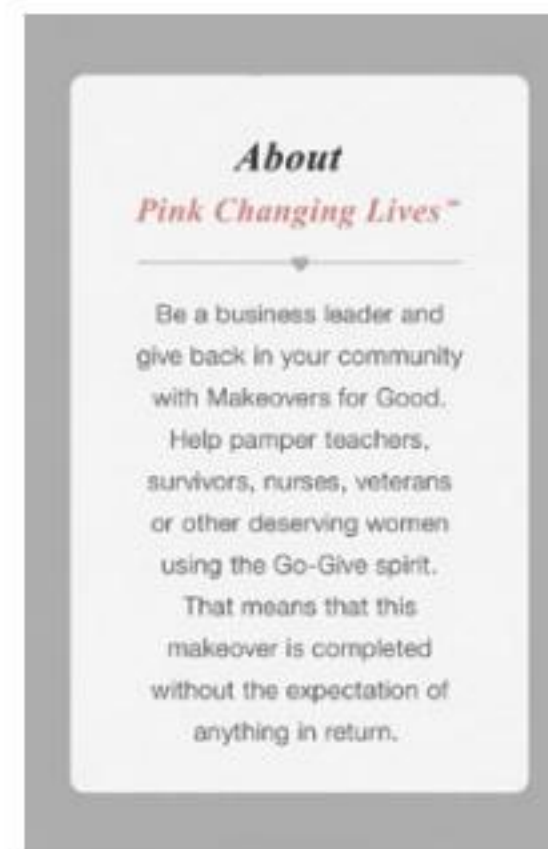 About
Pink Changing Lives™
Be a business leader and
give back in your community
with Makeovers for Good.
Help pamper teachers,
survivors, nurses, veterans
or other deserving women
using the Go-Give spirit.
That means that this
makeover is completed
without the expectation of
anything in return.